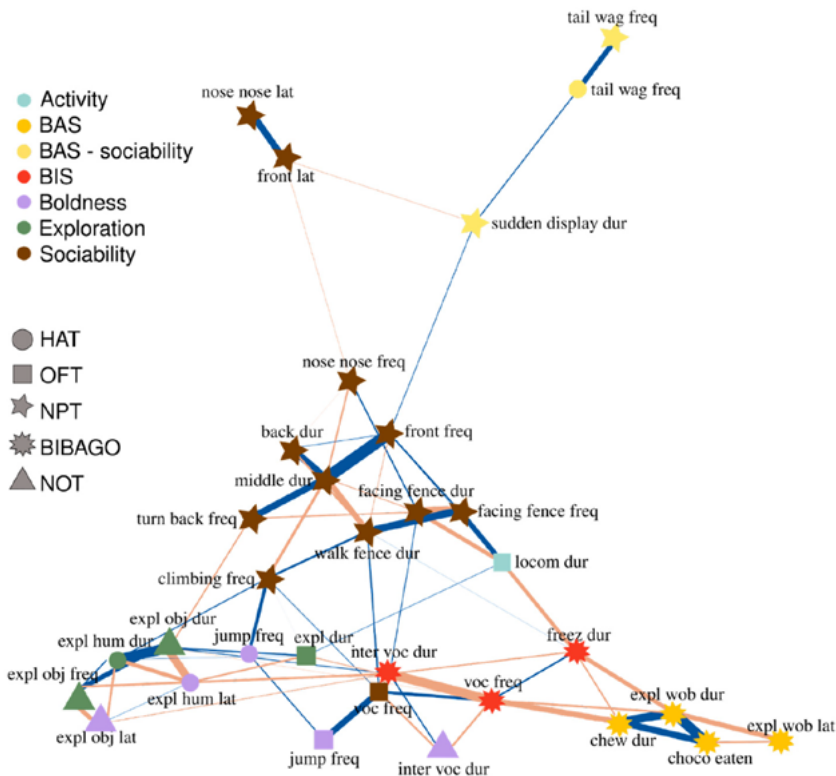 tail wag freq
tail wag freq
nose nose lat
front lat
sudden display dur
Activity
BAS
BAS - sociability
BIS
Boldness
Exploration
Sociability
HAT
OFT
NPT
BIBAGO
NOT
nose nose freq
back dur
front freq
middle dur
facing fence dur
turn back freq
facing fence freq
walk fence dur
climbing freq
locom dur
expl obj dur
expl hum dur
jump freq
expl dur
freez dur
expl obj freq
nter voc dur
expl hum lat
voc freq
voc freq
expl wob dur
expl obj lat
jump freq
inter voc dur
chew dur
expl wob lat
choco eaten